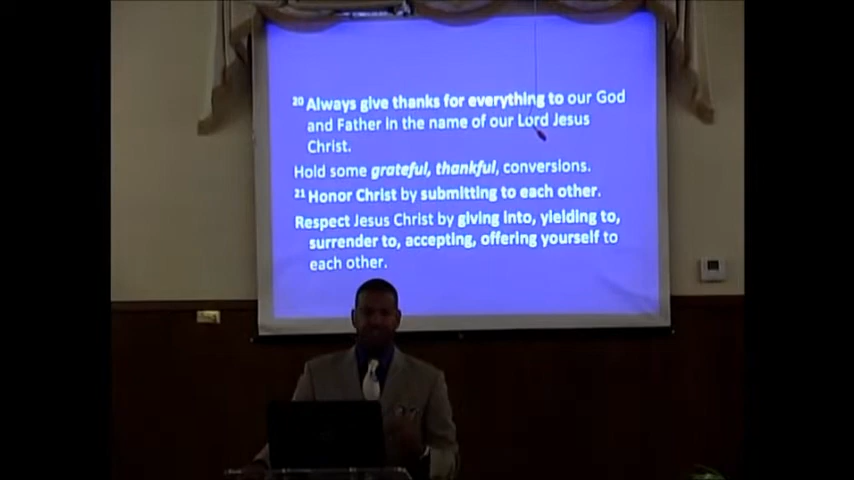 20 Always give thanks for everything to our God
and Father in the name of our Lord Jesus
Christ.
Hold some grateful, thankful, conversions.
21 Honor Christ by submitting to each other.
Respect Jesus Christ by giving into, yielding to,
surrender to, accepting, offering yourself to
each other.